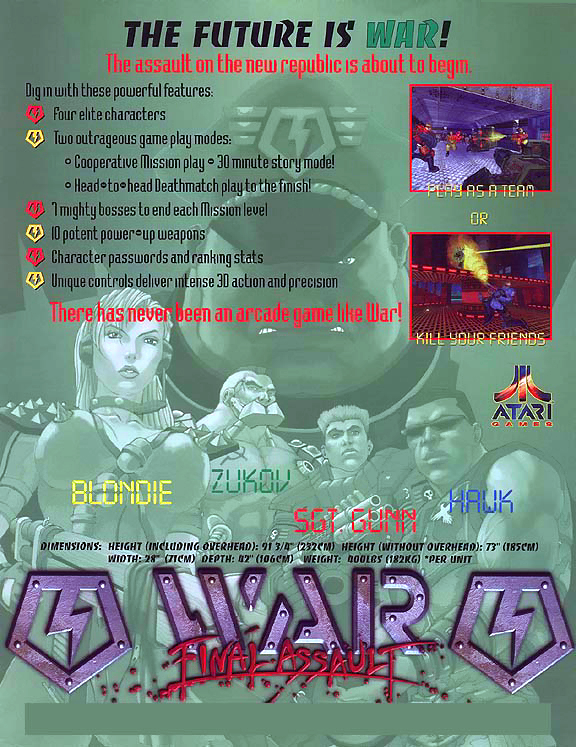 THE FUTURE IS WAR!
The assault on the new republic is about to begin.
Dig in with these powerful features:
Four elite characters
Two outrageous game play modes:
Cooperative Mission play • 30 minute story mode!
Head•to•head Deathmatch play to the finish!
7 mighty bosses to end each Mission level
10 potent power•up weapons
Character passwords and ranking stats
Unique controls deliver intense 3D action and precision
There has never been an arcade game like War!
PLAY AS A TEAM
OR
KILL YOUR FRIENDS
ATARI
GAMES
BLONDIE
ZUKOV
SGT. GUNN
HAWK
DIMENSIONS: HEIGHT (INCLUDING OVERHEAD): 91 3/4" (232CM) HEIGHT (WITHOUT OVERHEAD): 73" (185CM)
WIDTH: 28" (71CM) DEPTH: 42" (106CM) WEIGHT: 400LBS (182KG) *PER UNIT
WAR
FINAL ASSAULT